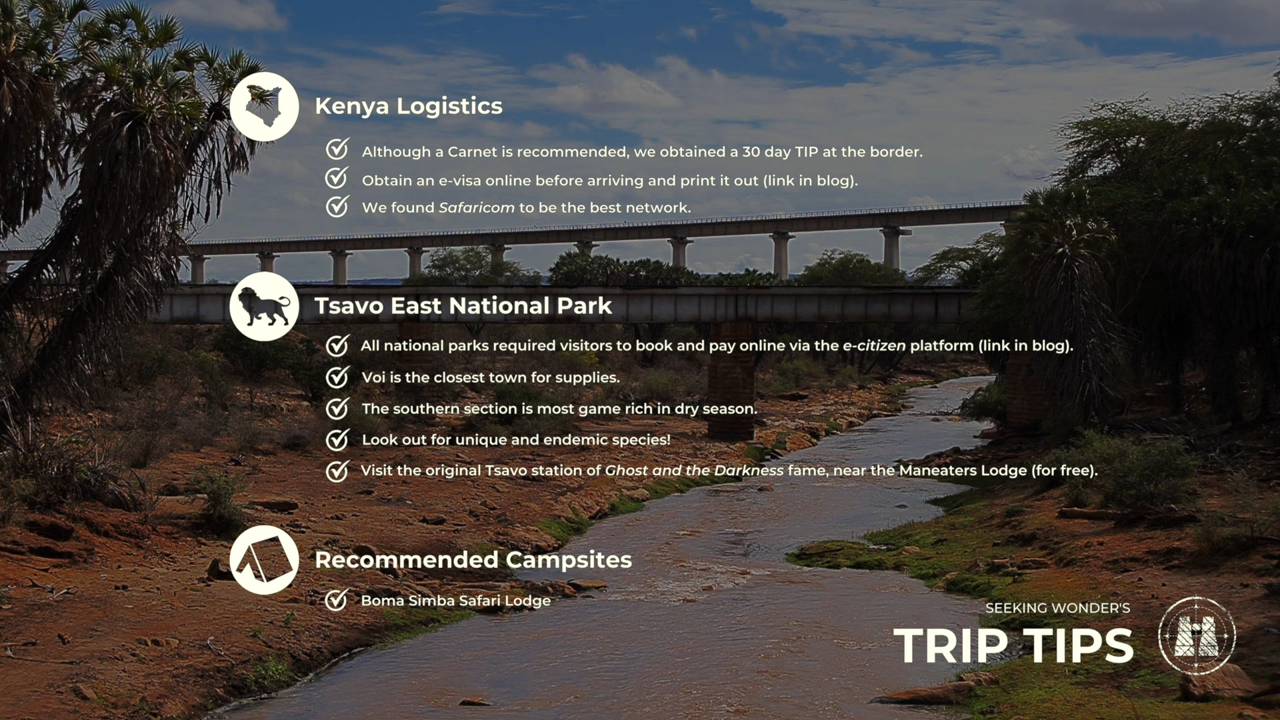 Kenya Logistics
Although a Carnet is recommended, we obtained a 30 day TIP at the border.
Obtain an e-visa online before arriving and print it out (link in blog).
We found Safaricom to be the best network.
Tsavo East National Park
All national parks required visitors to book and pay online via the e-citizen platform (link in blog).
Voi is the closest town for supplies.
The southern section is most game rich in dry season.
Look out for unique and endemic species!
Visit the original Tsavo station of Ghost and the Darkness fame, near the Maneaters Lodge (for free).
Recommended Campsites
Boma Simba Safari Lodge
SEEKING WONDER'S
TRIP TIPS